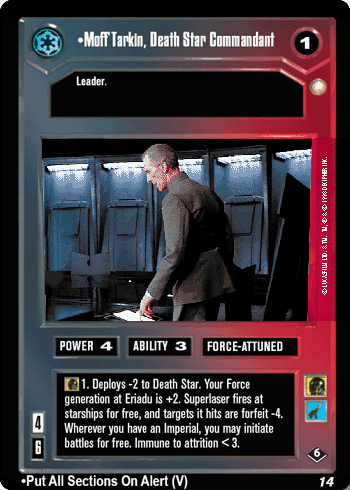 •Moff Tarkin, Death Star Commandant
1
Leader.
POWER 4
ABILITY 3
FORCE-ATTUNED
1. Deploys -2 to Death Star. Your Force
generation at Eriadu is +2. Superlaser fires at
starships for free, and targets it hits are forfeit -4.
Wherever you have an Imperial, you may initiate
battles for free. Immune to attrition < 3.
4
6
6
•Put All Sections On Alert (V)
14